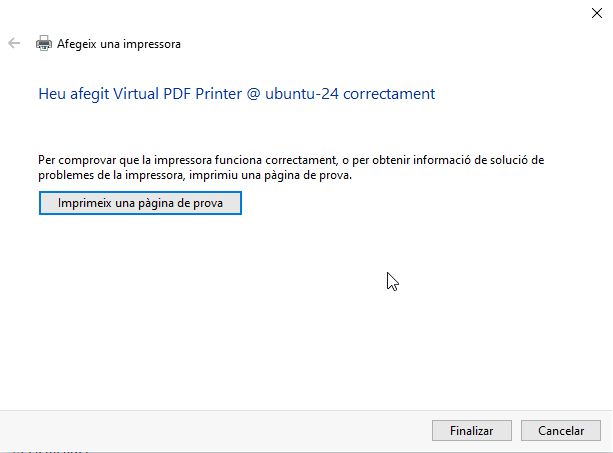 Afegeix una impressora
Heu afegit Virtual PDF Printer @ ubuntu-24 correctament
Per comprovar que la impressora funciona correctament, o per obtenir informació de solució de
problemes de la impressora, imprimiu una pàgina de prova.
Imprimeix una pàgina de prova
Finalizar
Cancelar